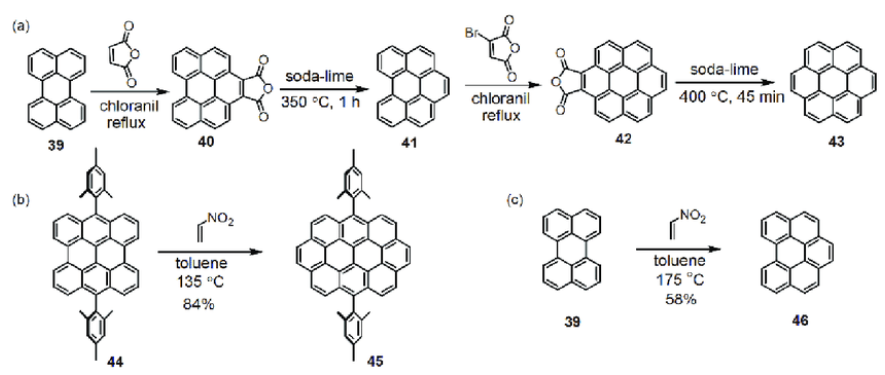 (a)
O
O
O
chloranil
reflux
39
O
O
O
40
soda-lime
350 °C, 1 h
41
Br
O
O
O
chloranil
reflux
O
O
O
42
soda-lime
400 °C, 45 min
43
(b)
44
NO2
toluene
135 °C
84%
45
(c)
39
NO2
toluene
175 °C
58%
46